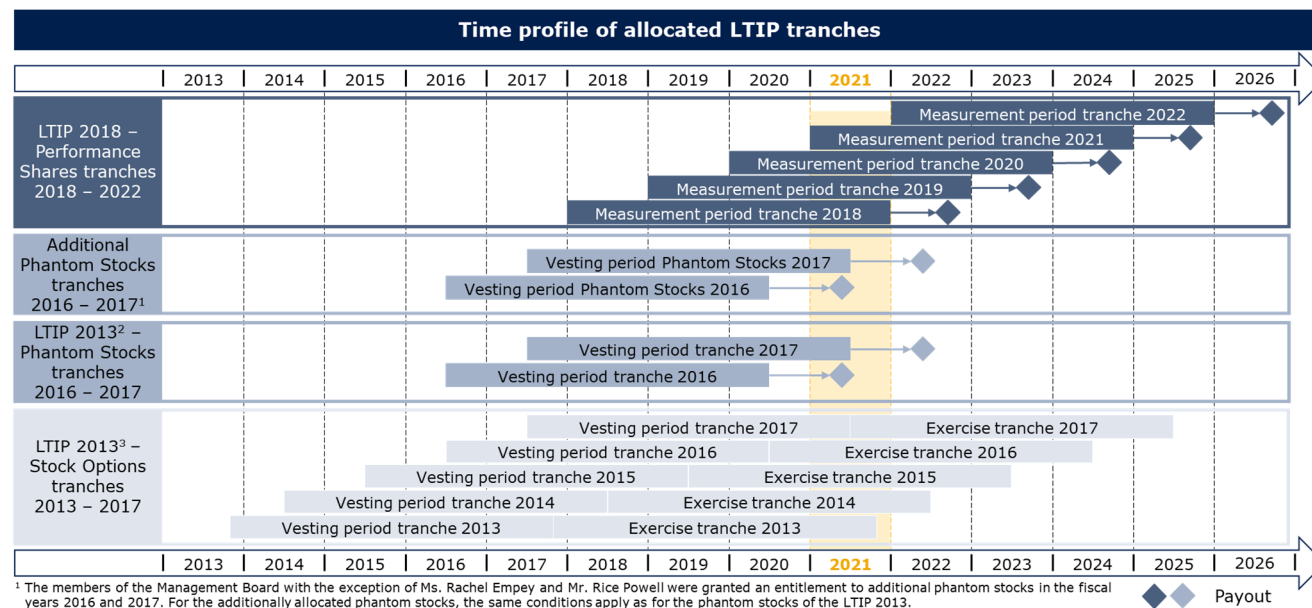 Time profile of allocated LTIP tranches
2013 2014 2015 2016 2017 2018 2019 2020 2021 2022 2023 2024 2025 2026
LTIP 2018 –
Performance
Shares tranches
2018 – 2022
Measurement period tranche 2022
Measurement period tranche 2021
Measurement period tranche 2020
Measurement period tranche 2019
Measurement period tranche 2018
Additional
Phantom Stocks
tranches
2016 – 2017¹
Vesting period Phantom Stocks 2017
Vesting period Phantom Stocks 2016
LTIP 2013² –
Phantom Stocks
tranches
2016 – 2017
Vesting period tranche 2017
Vesting period tranche 2016
LTIP 2013³ –
Stock Options
tranches
2013 – 2017
Vesting period tranche 2017 Exercise tranche 2017
Vesting period tranche 2016 Exercise tranche 2016
Vesting period tranche 2015 Exercise tranche 2015
Vesting period tranche 2014 Exercise tranche 2014
Vesting period tranche 2013 Exercise tranche 2013
2013 2014 2015 2016 2017 2018 2019 2020 2021 2022 2023 2024 2025 2026
¹ The members of the Management Board with the exception of Ms. Rachel Empey and Mr. Rice Powell were granted an entitlement to additional phantom stocks in the fiscal
years 2016 and 2017. For the additionally allocated phantom stocks, the same conditions apply as for the phantom stocks of the LTIP 2013.
Payout